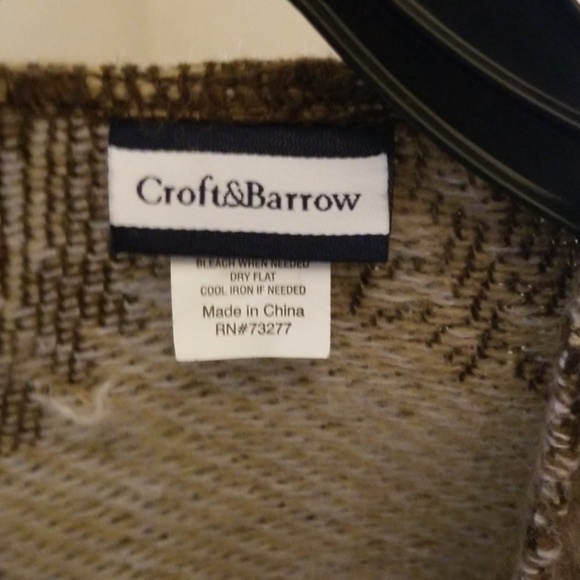 Croft&Barrow
BLEACH WHEN NEEDED
DRY FLAT
COOL IRON IF NEEDED
Made in China
RN#73277